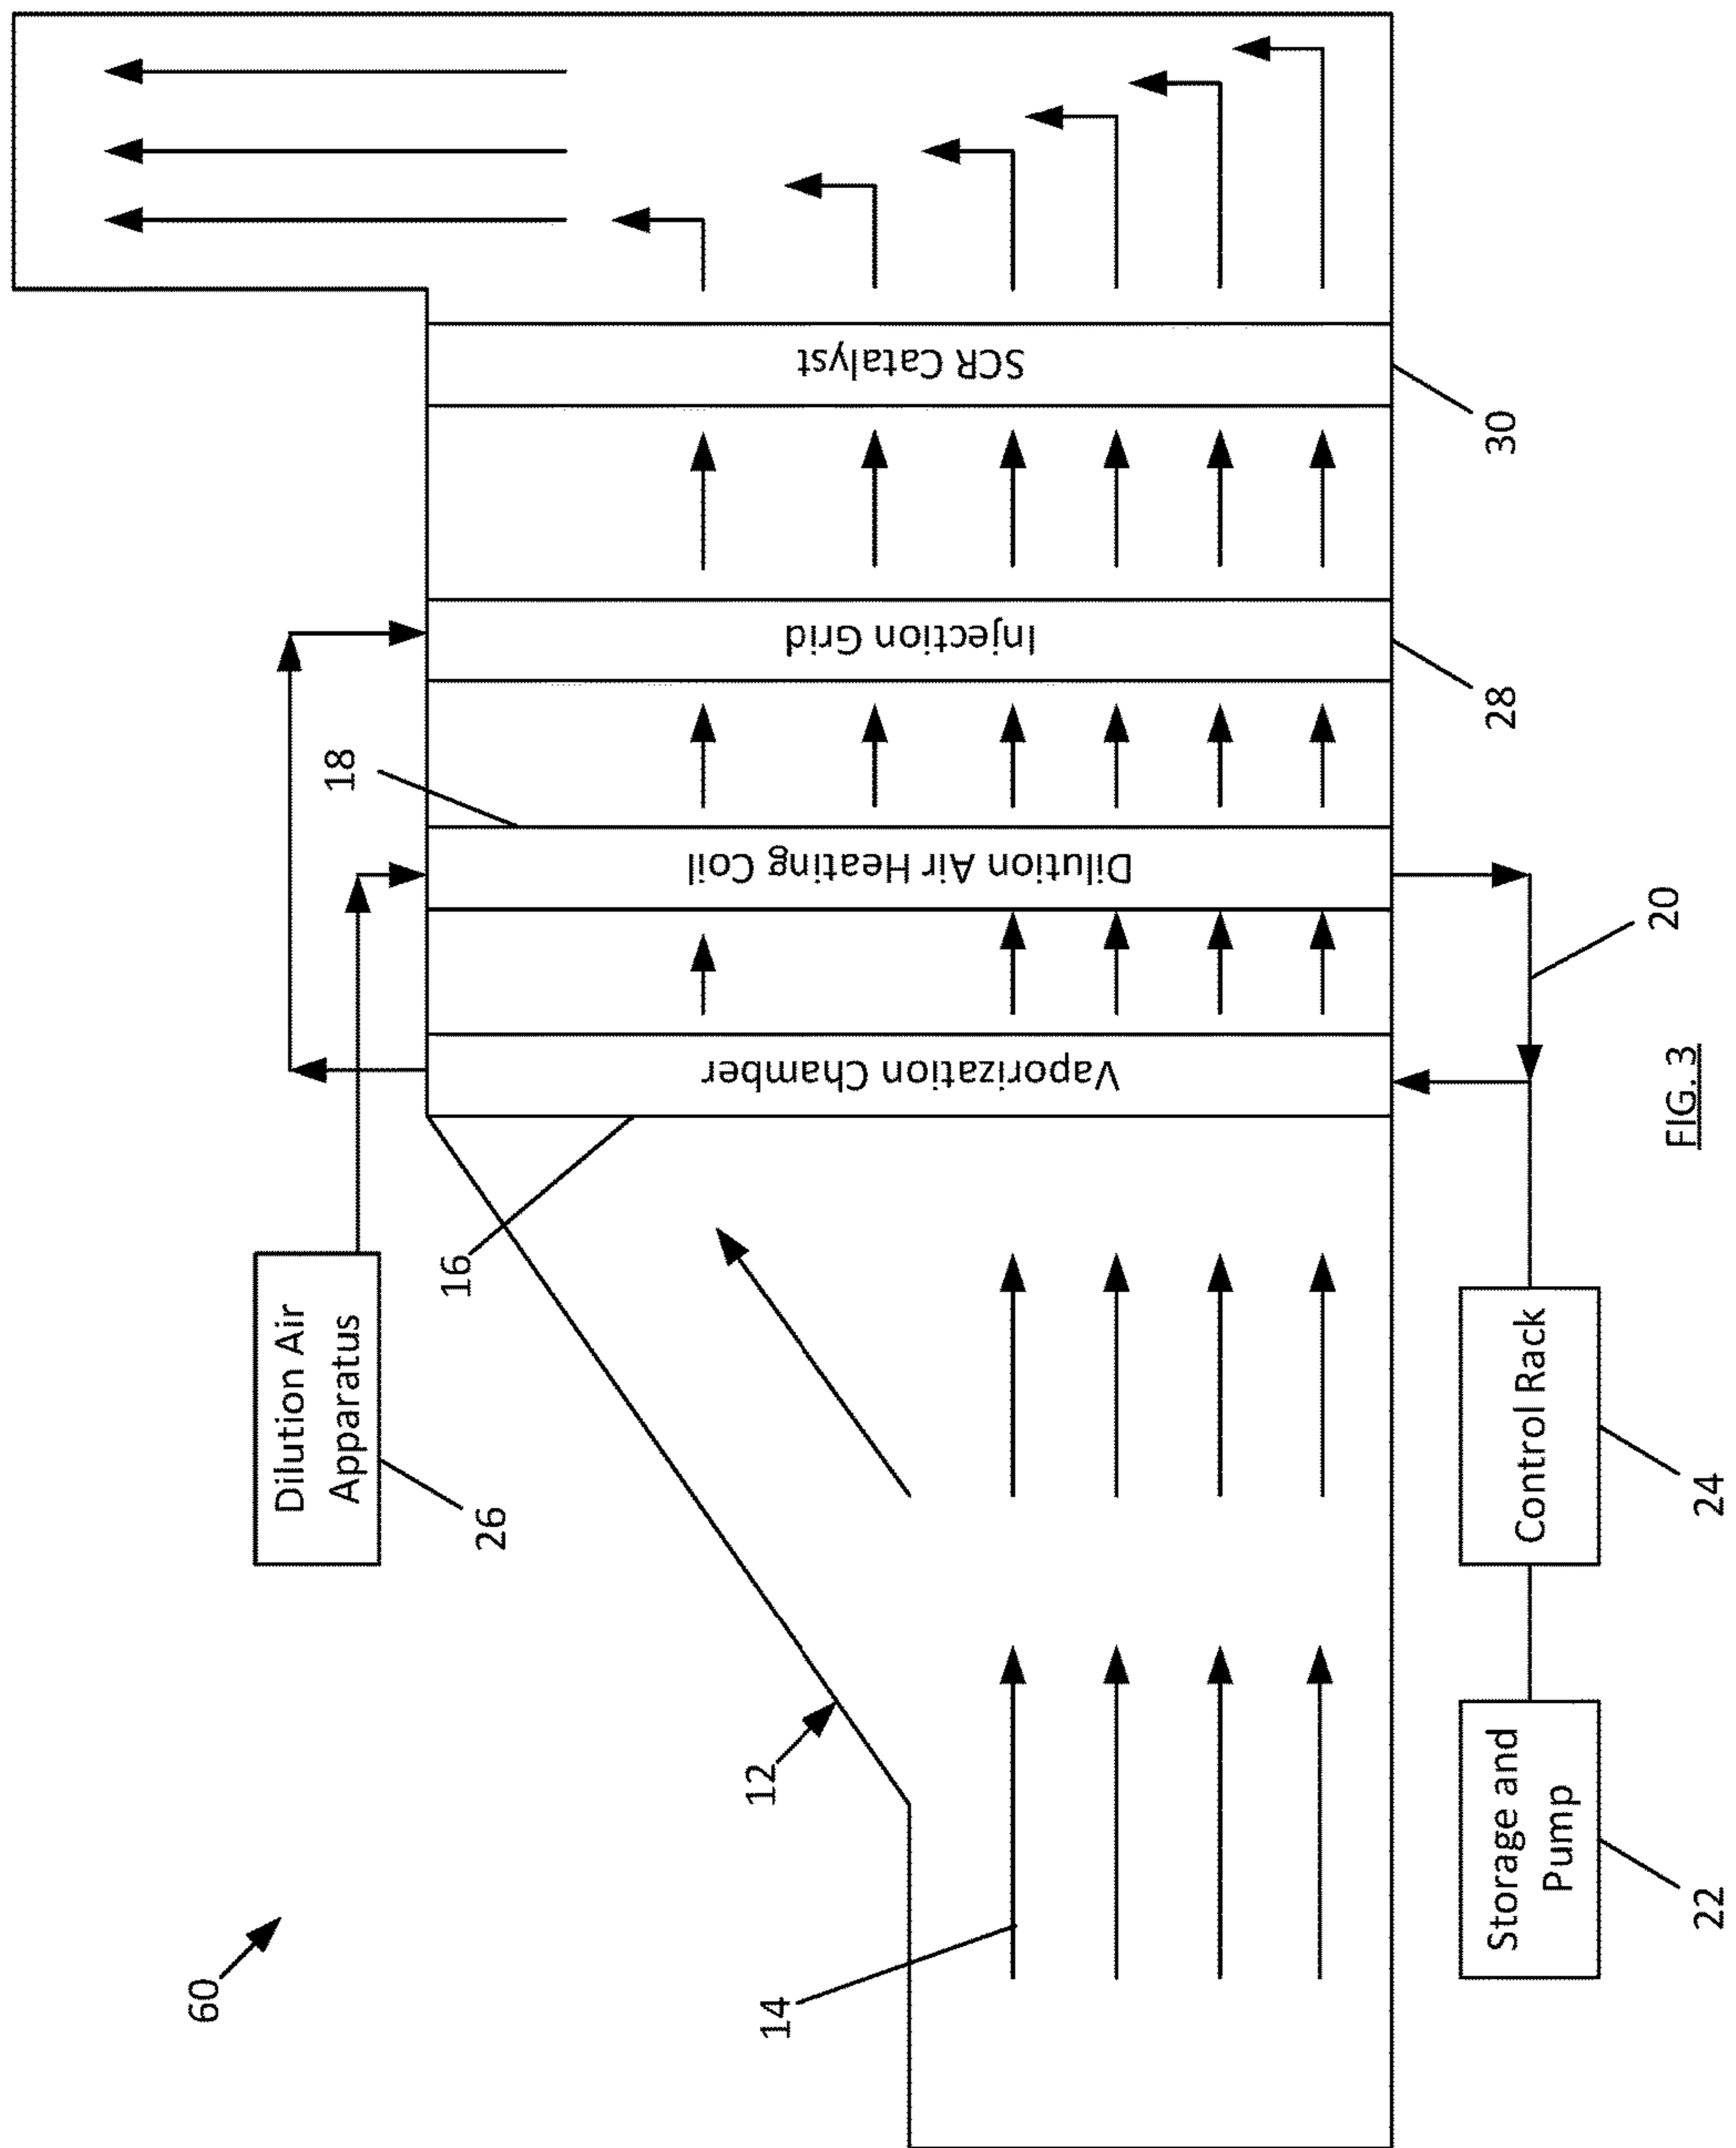 60
12
14
Dilution Air
Apparatus
26
16
18
Vaporization Chamber
Dilution Air Heating Coil
Injection Grid
SCR Catalyst
Storage and
Pump
22
Control Rack
24
20
28
30
FIG. 3